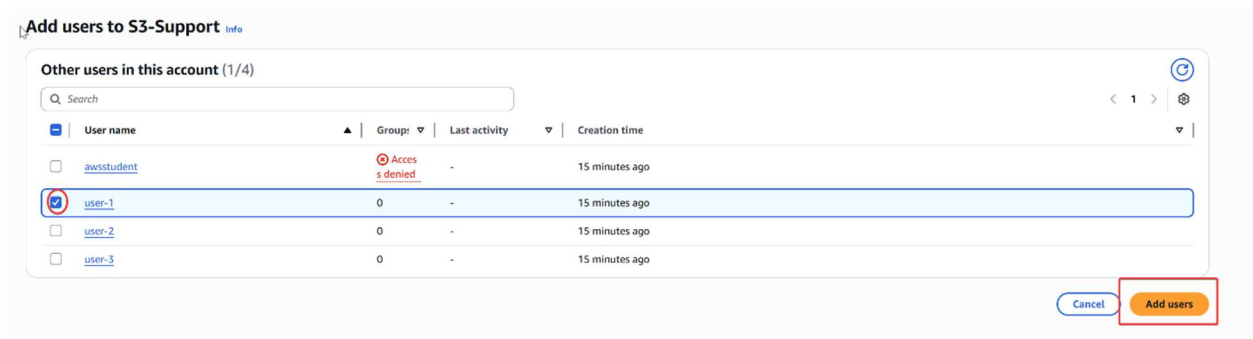 Add users to S3-Support Info
Other users in this account (1/4)
Search
1
User name Groups Last activity Creation time
awsstudent Acces
s denied - 15 minutes ago
user-1 0 - 15 minutes ago
user-2 0 - 15 minutes ago
user-3 0 - 15 minutes ago
Cancel Add users